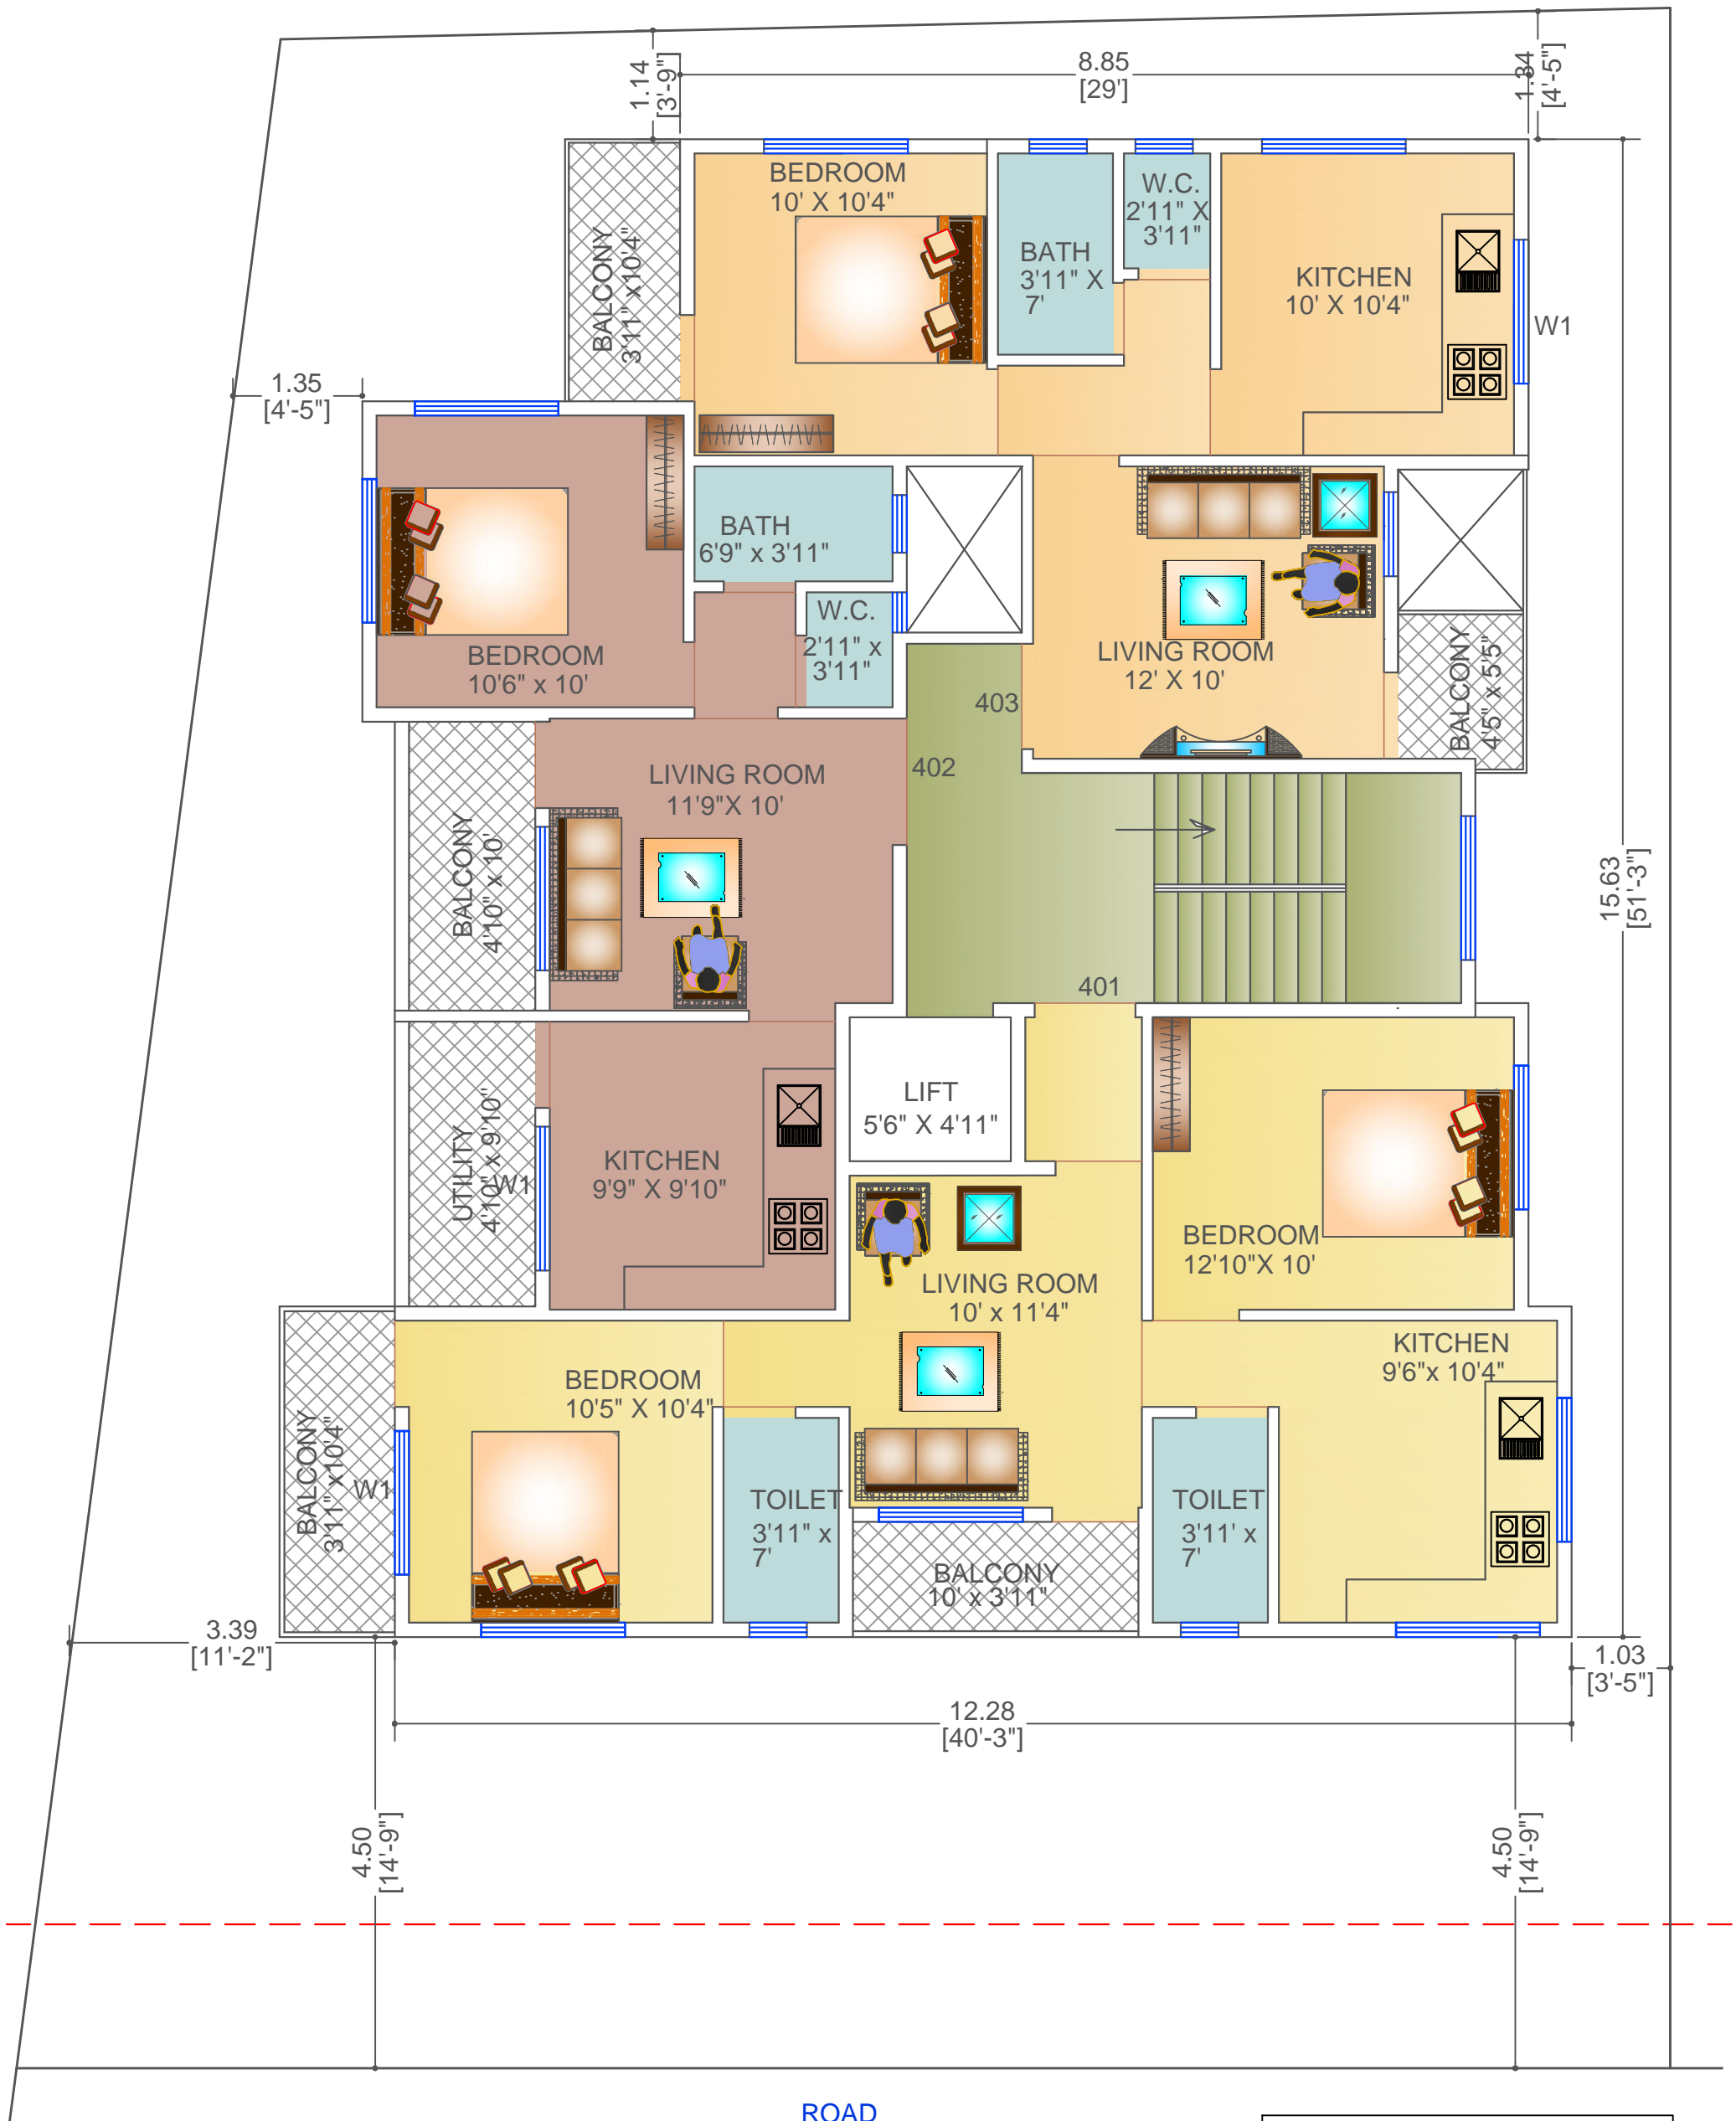 8.85
[29']
1.14
[3'-9"]
1.34
[4'-5"]
BEDROOM
10' X 10'4"
BALCONY
3'11" x10'4"
BATH
3'11" X
7'
W.C.
2'11" X
3'11"
KITCHEN
10' X 10'4"
W1
1.35
[4'-5"]
BATH
6'9" x 3'11"
W.C.
2'11" x
3'11"
BEDROOM
10'6" x 10'
LIVING ROOM
12' X 10'
BALCONY
4'5" x 5'5"
403
402
LIVING ROOM
11'9"X 10'
BALCONY
4'10" x 10'
15.63
[51'-3"]
401
LIFT
5'6" X 4'11"
UTILITY
4'10" x 9'10"
W1
KITCHEN
9'9" X 9'10"
BEDROOM
12'10"X 10'
LIVING ROOM
10' x 11'4"
KITCHEN
9'6"x 10'4"
BEDROOM
10'5" X 10'4"
BALCONY
3'11" x10'4"
W1
TOILET
3'11" x
7'
TOILET
3'11' x
7'
BALCONY
10' x 3'11"
3.39
[11'-2"]
1.03
[3'-5"]
12.28
[40'-3"]
4.50
[14'-9"]
4.50
[14'-9"]
ROAD